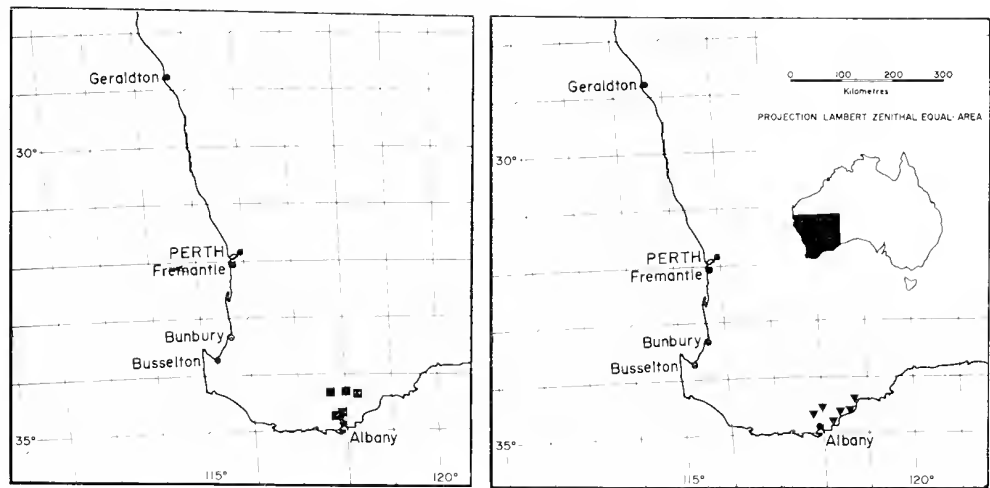 Geraldton
30°
PERTH
Fremantle
Bunbury
Busselton
Albany
35°
115°
120°
Geraldton
0 100 200 300
Kilometres
PROJECTION LAMBERT ZENITHAL EQUAL-AREA
30°
PERTH
Fremantle
Bunbury
Busselton
Albany
35°
115°
120°